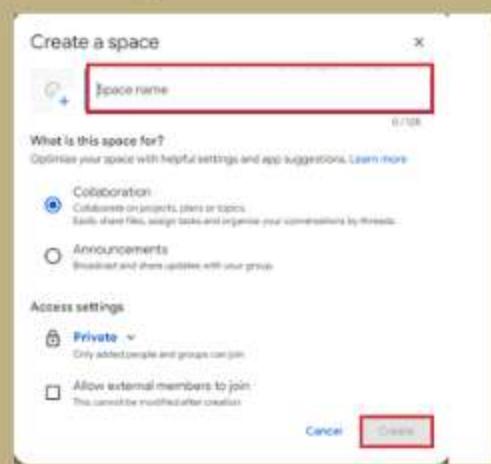 Create a space
Space name
0/128
What is this space for?
Optimise your space with helpful settings and app suggestions. Learn more
Collaboration
Collaborate on projects, plans or topics.
Easily share files, assign tasks and organise your conversations by threads.
Announcements
Broadcast and share updates with your group
Access settings
Private
Only added people and groups can join
Allow external members to join
This cannot be modified after creation
Cancel
Create